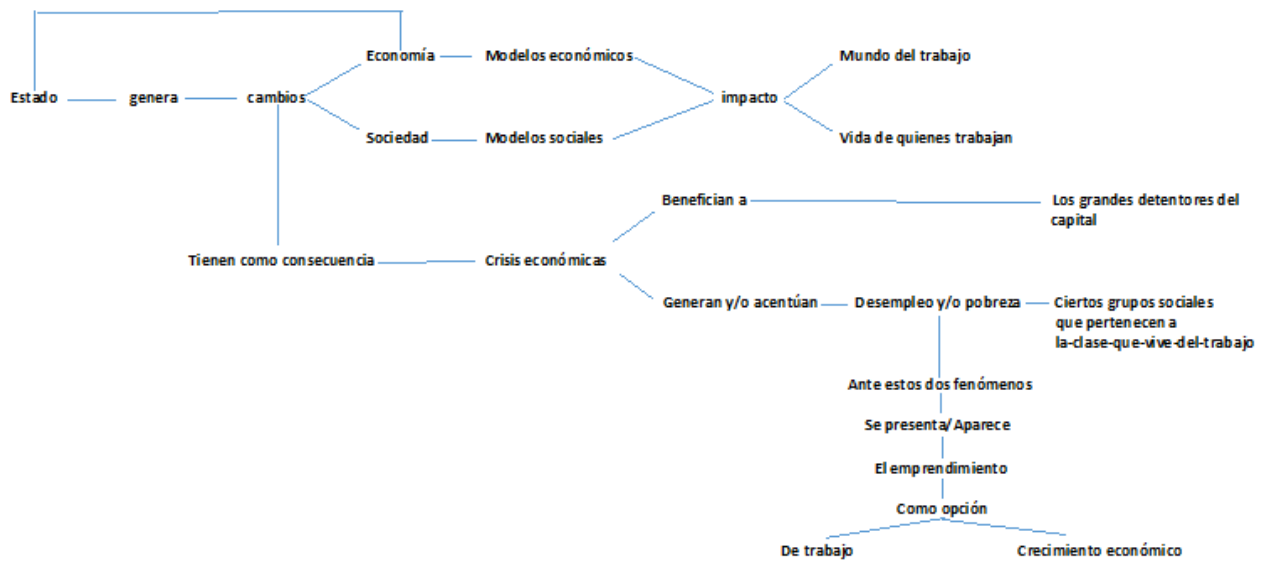 Economía
Modelos económicos
Mundo del trabajo
Estado
genera
cambios
impacto
Sociedad
Modelos sociales
Vida de quienes trabajan
Benefician a
Los grandes detentores del
capital
Tienen como consecuencia
Crisis económicas
Generan y/o acentúan
Desempleo y/o pobreza
Ciertos grupos sociales
que pertenecen a
la-clase-que-vive-del-trabajo
Ante estos dos fenómenos
Se presenta/Aparece
El emprendimiento
Como opción
De trabajo
Crecimiento económico